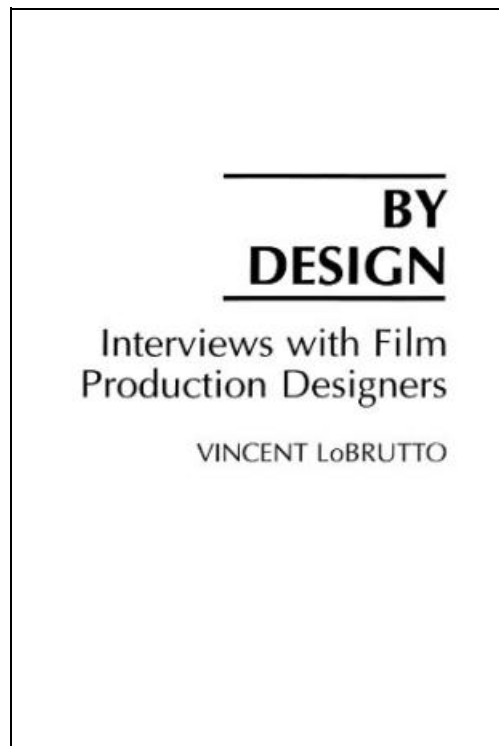 BY
DESIGN
Interviews with Film
Production Designers
VINCENT LoBRUTTO